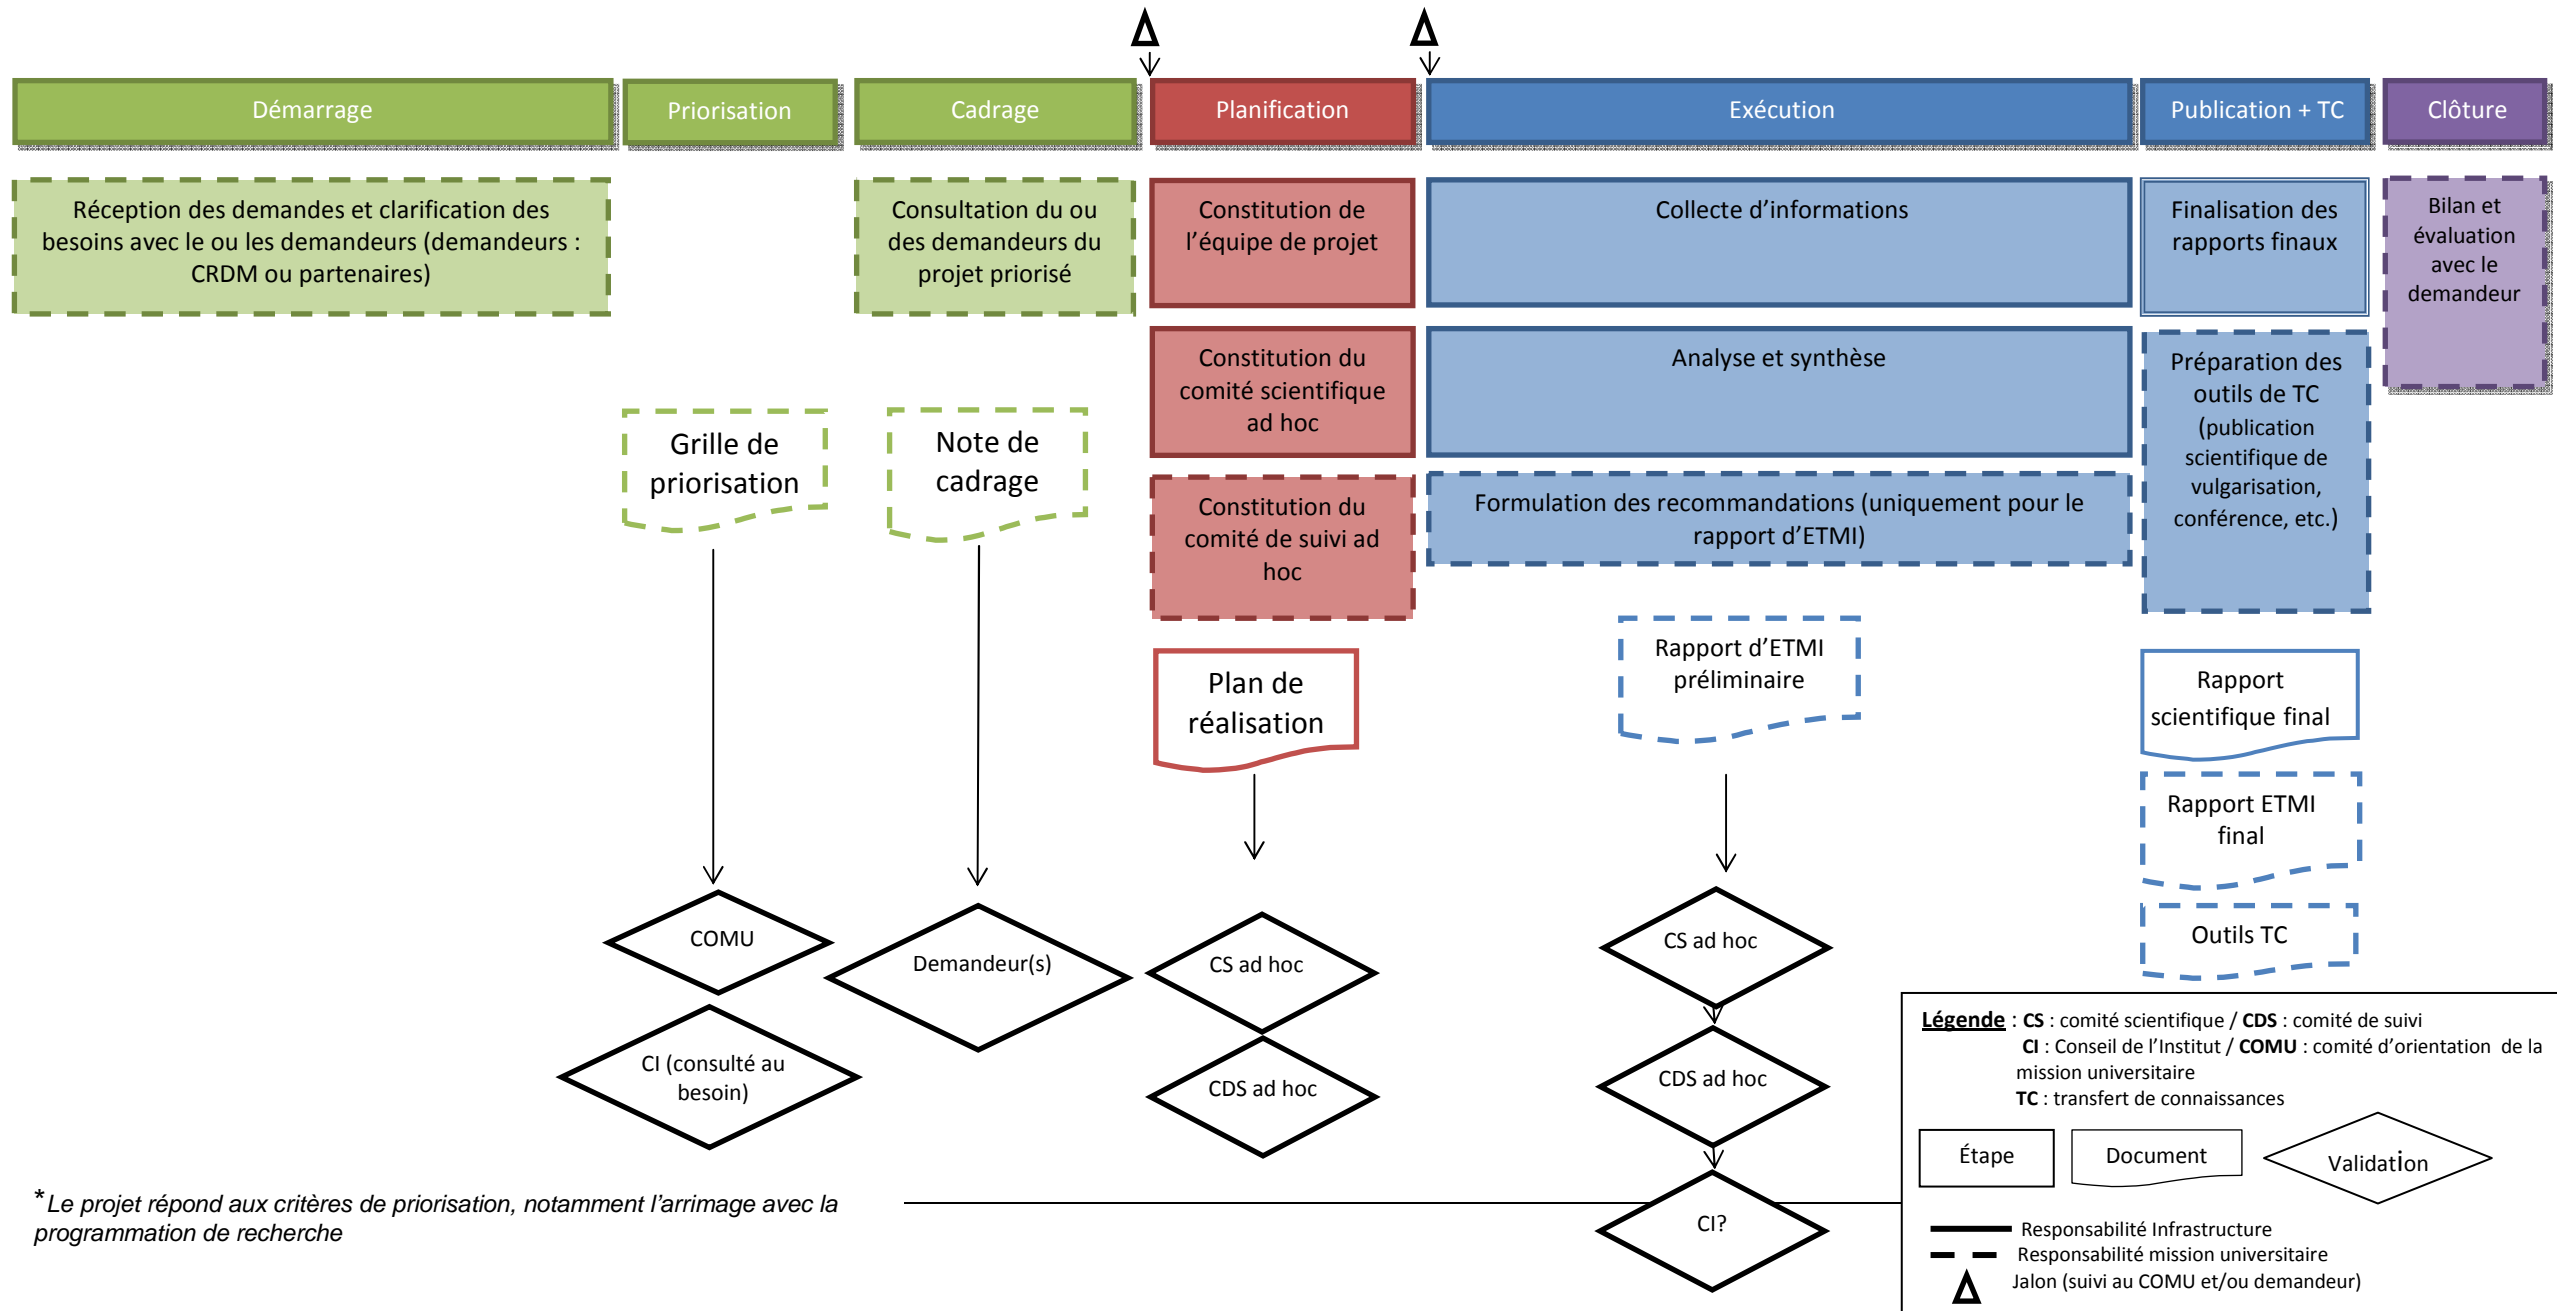 Démarrage
Priorisation
Cadrage
Planification
Exécution
Publication + TC
Clôture
Réception des demandes et clarification des
besoins avec le ou les demandeurs (demandeurs :
CRDM ou partenaires)
Consultation du ou
des demandeurs du
projet priorisé
Constitution de
l’équipe de projet
Collecte d’informations
Finalisation des
rapports finaux
Bilan et
évaluation
avec le
demandeur
Constitution du
comité scientifique
ad hoc
Analyse et synthèse
Préparation des
outils de TC
(publication
scientifique de
vulgarisation,
conférence, etc.)
Grille de
priorisation
Note de
cadrage
Constitution du
comité de suivi ad
hoc
Formulation des recommandations (uniquement pour le
rapport d’ETMI)
Plan de
réalisation
Rapport d’ETMI
préliminaire
Rapport
scientifique final
Rapport ETMI
final
Outils TC
COMU
Demandeur(s)
CS ad hoc
CS ad hoc
CI (consulté au
besoin)
CDS ad hoc
CDS ad hoc
CI?
*Le projet répond aux critères de priorisation, notamment l’arrimage avec la
programmation de recherche
Légende : CS : comité scientifique / CDS : comité de suivi
CI : Conseil de l’Institut / COMU : comité d’orientation de la
mission universitaire
TC : transfert de connaissances
Étape
Document
Validation
Responsabilité Infrastructure
Responsabilité mission universitaire
Jalon (suivi au COMU et/ou demandeur)